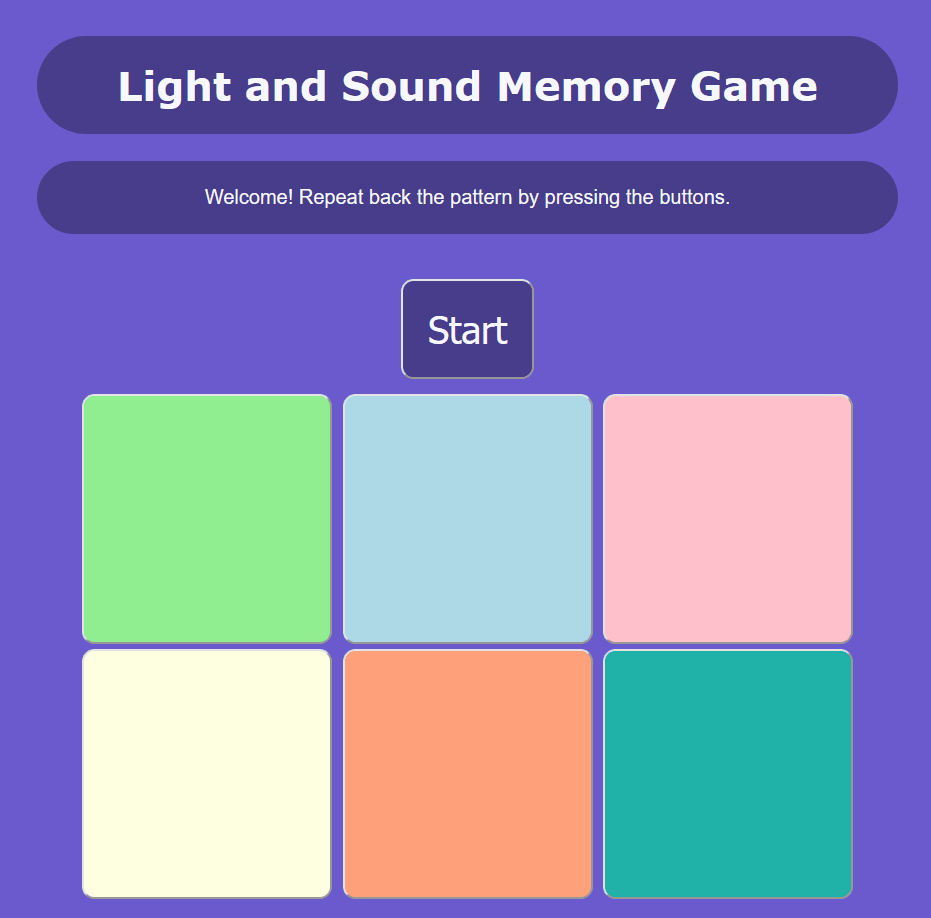 Light and Sound Memory Game
Welcome! Repeat back the pattern by pressing the buttons.
Start